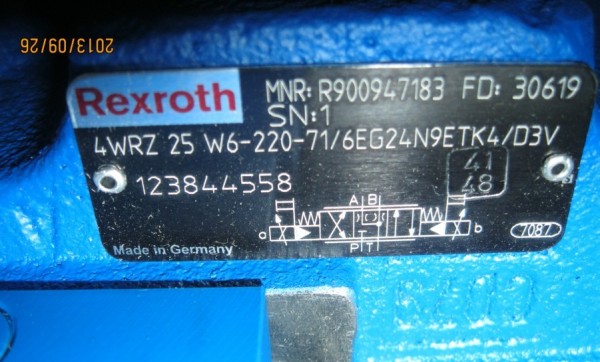 2013/09/26
Rexroth
MNR: R900947183 FD: 30619
SN:1
4WRZ 25 W6-220-71/6EG24N9ETK4/D3V
41
48
123844558
A B
a b
P T
7087
Made in Germany